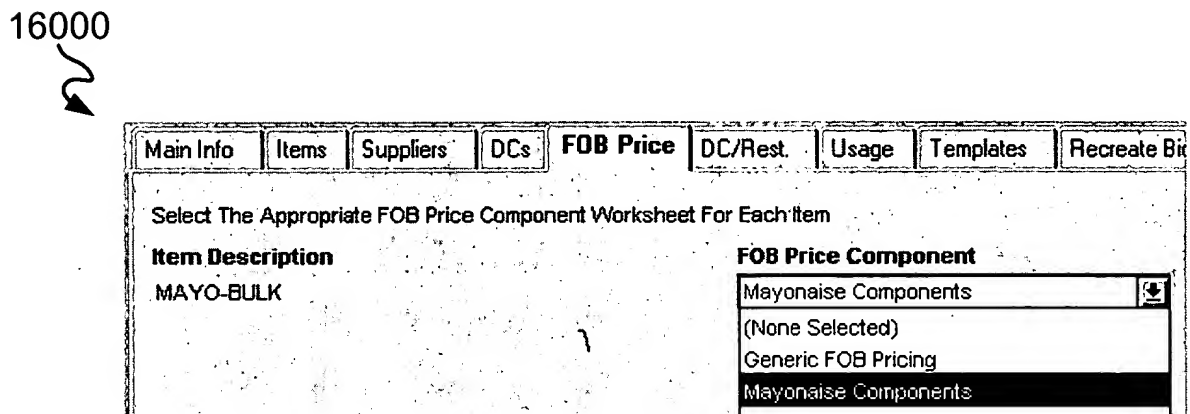 16000
Main Info Items Suppliers DCs FOB Price DC/Rest. Usage Templates Recreate Bid
Select The Appropriate FOB Price Component Worksheet For Each Item
Item Description FOB Price Component
MAYO-BULK Mayonaise Components
(None Selected)
Generic FOB Pricing
Mayonaise Components